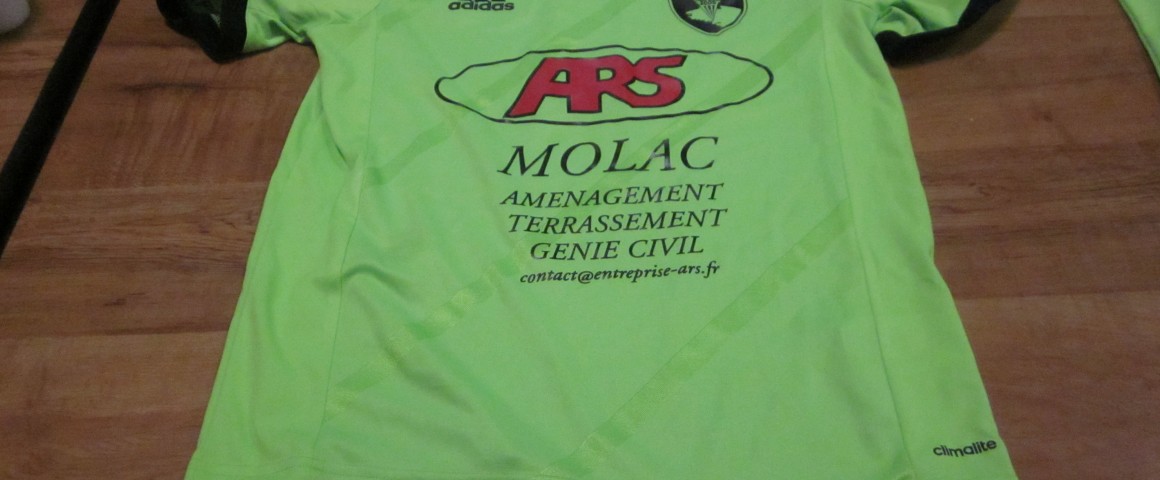 adidas
ARS
MOLAC
AMENAGEMENT
TERRASSEMENT
GENIE CIVIL
contact@entreprise-ars.fr
climalite